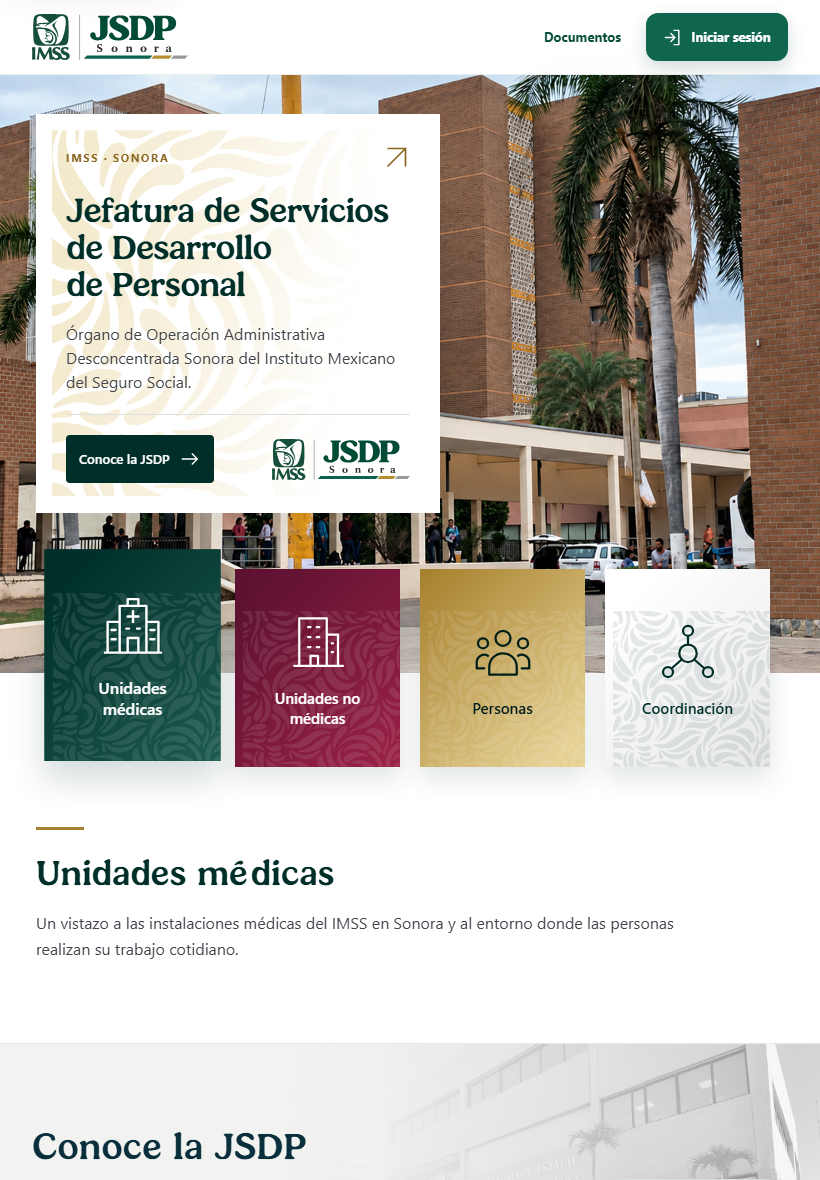 IMSS
JSDP
Sonora
Documentos
Iniciar sesión
IMSS · SONORA
Jefatura de Servicios
de Desarrollo
de Personal
Órgano de Operación Administrativa
Desconcentrada Sonora del Instituto Mexicano
del Seguro Social.
Conoce la JSDP
IMSS
JSDP
Sonora
Unidades
médicas
Unidades no
médicas
Personas
Coordinación
Unidades médicas
Un vistazo a las instalaciones médicas del IMSS en Sonora y al entorno donde las personas
realizan su trabajo cotidiano.
Conoce la JSDP